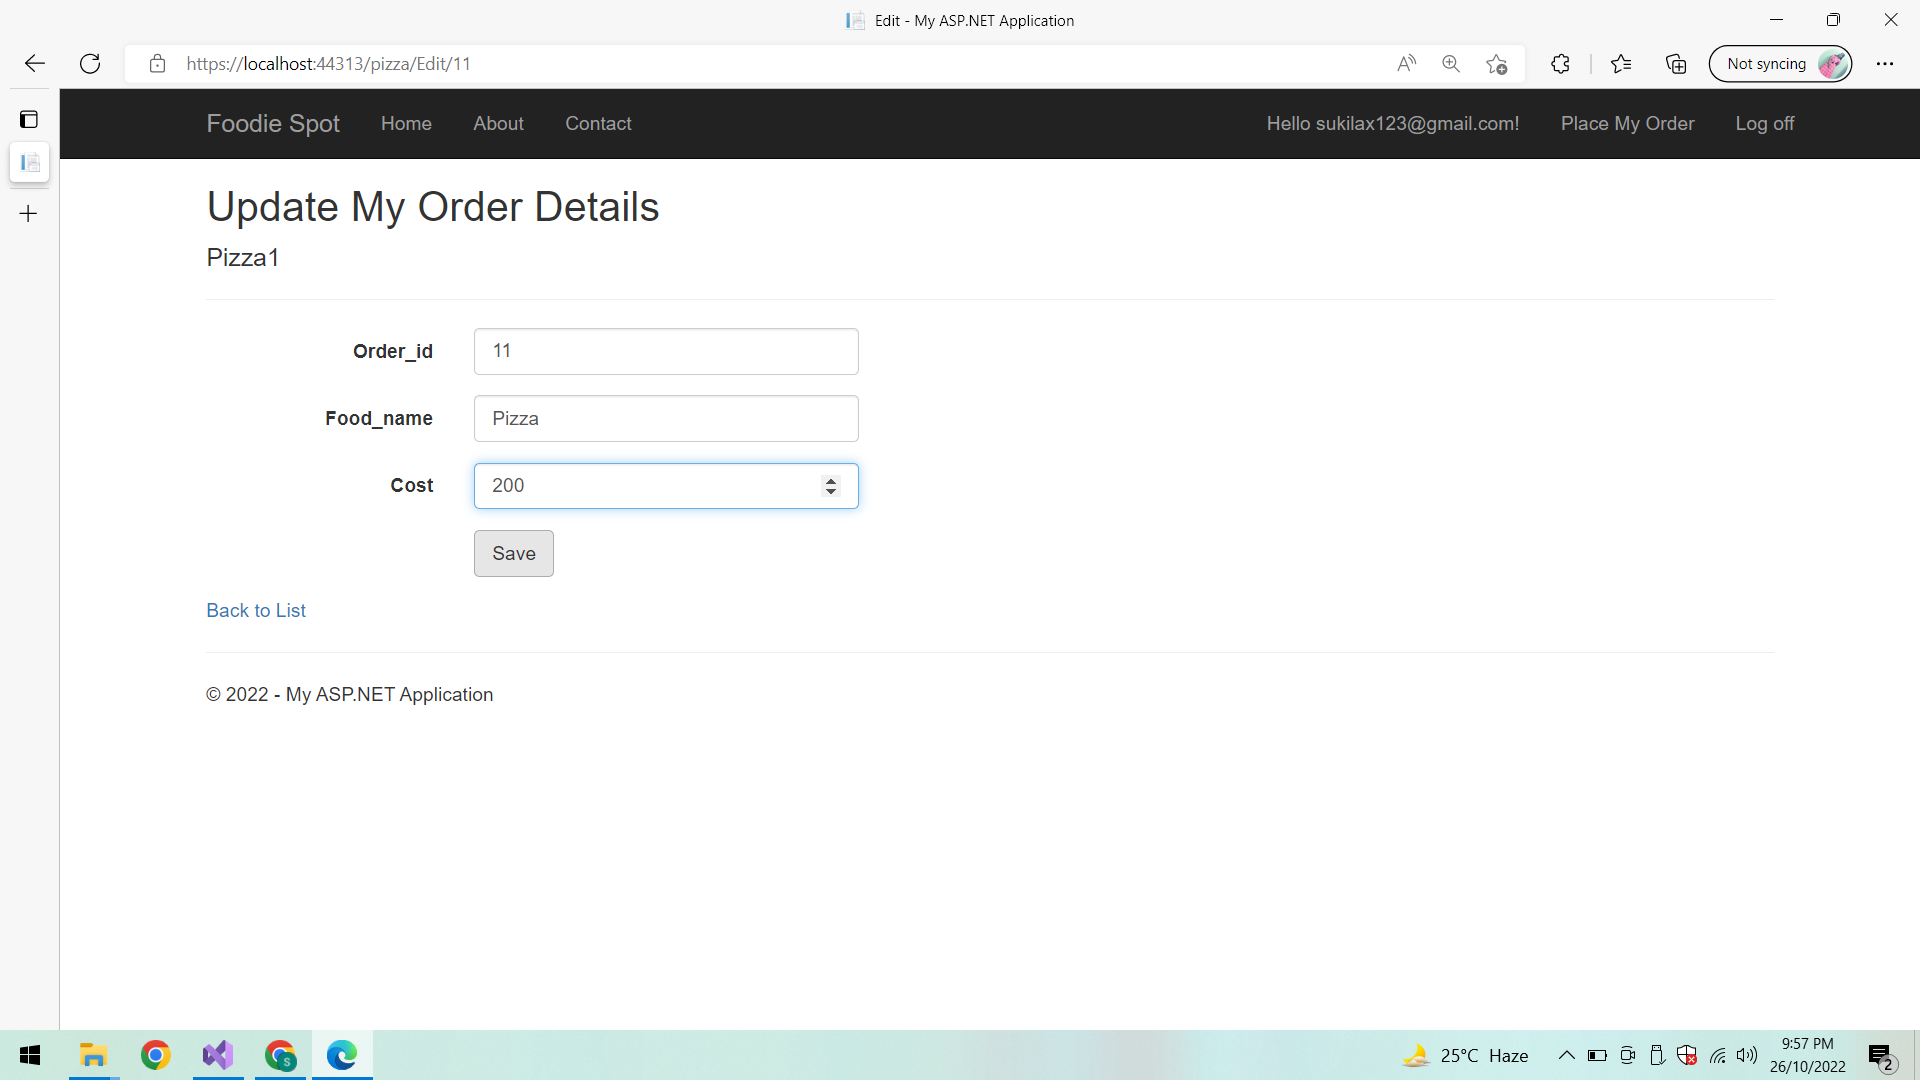 Edit - My ASP.NET Application
https://localhost:44313/pizza/Edit/11
Not syncing
Foodie Spot Home About Contact Hello sukilax123@gmail.com! Place My Order Log off
Update My Order Details
Pizza1
Order_id 11
Food_name Pizza
Cost 200
Save
Back to List
© 2022 - My ASP.NET Application
S
25°C Haze
9:57 PM
26/10/2022
2